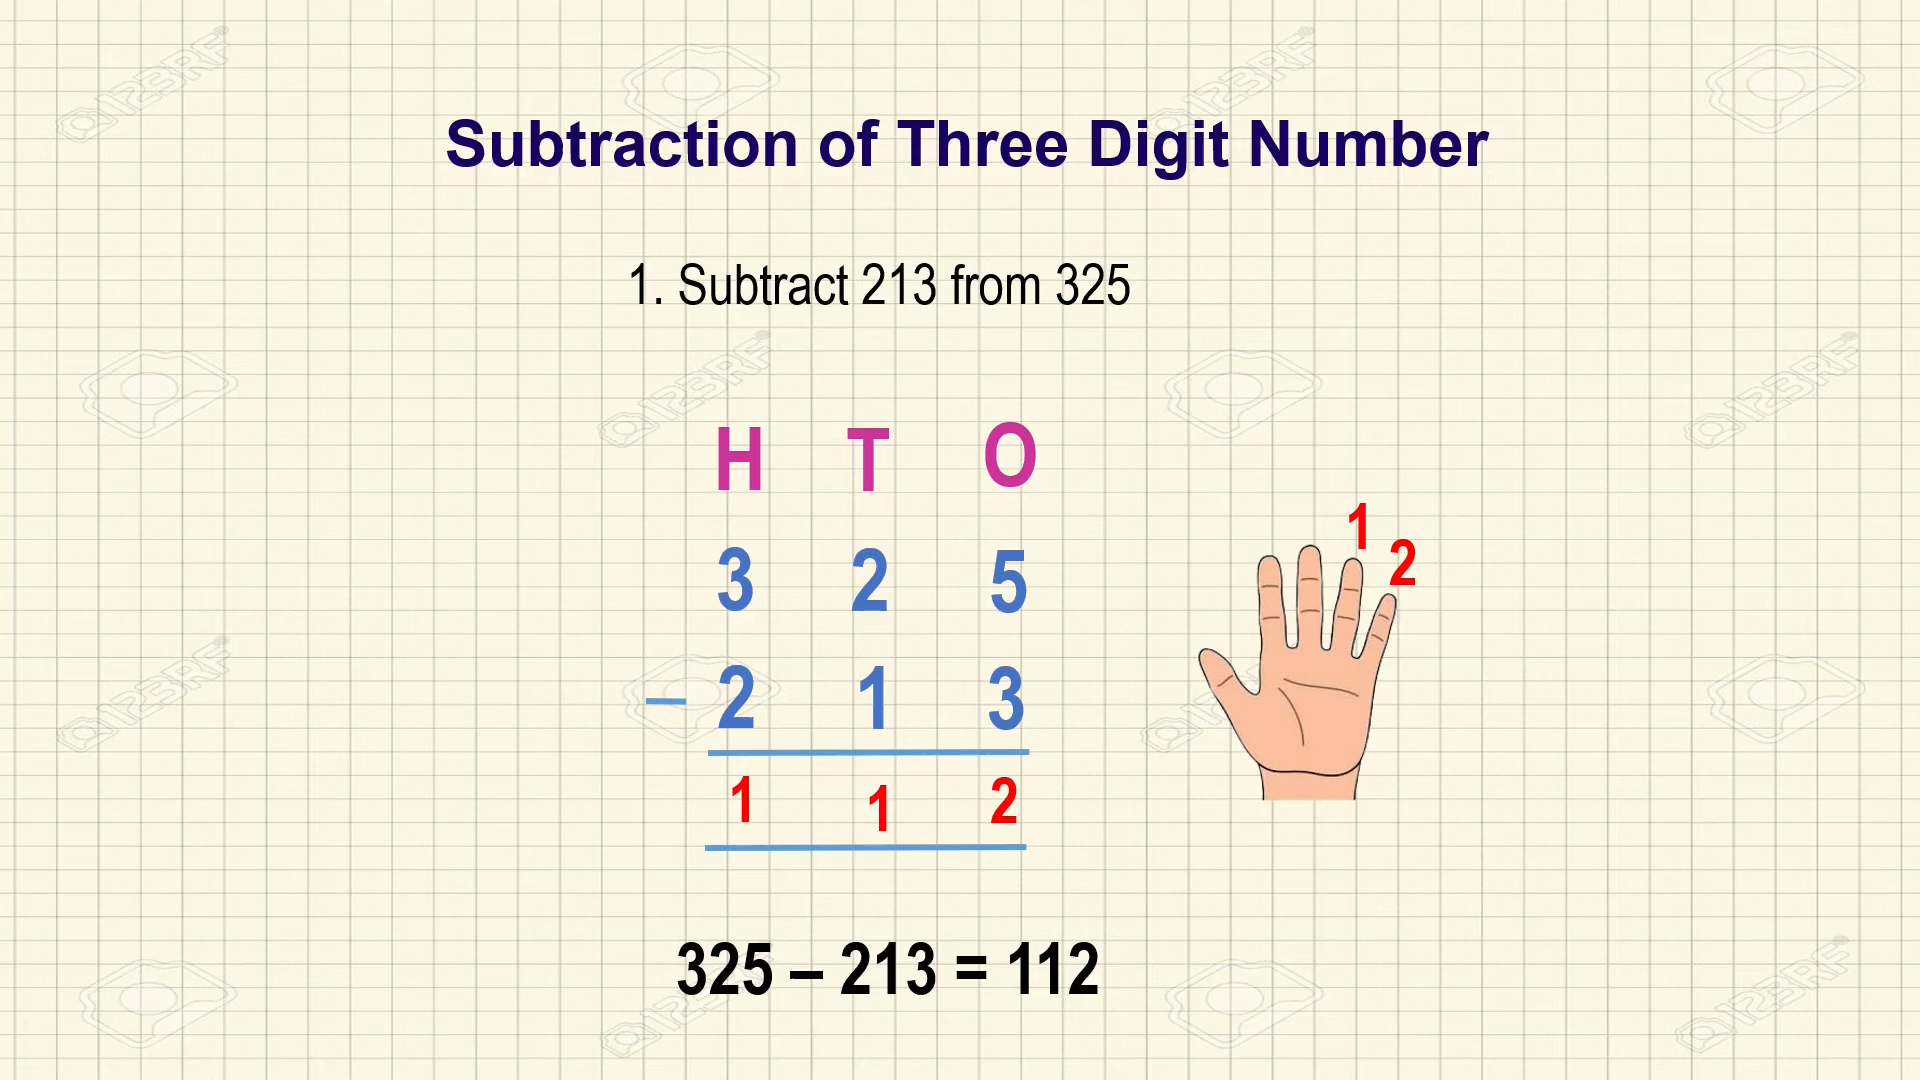 Subtraction of Three Digit Number
1. Subtract 213 from 325
H T O
3 2 5
1
2
– 2 1 3
1 1 2
325 – 213 = 112
123RF